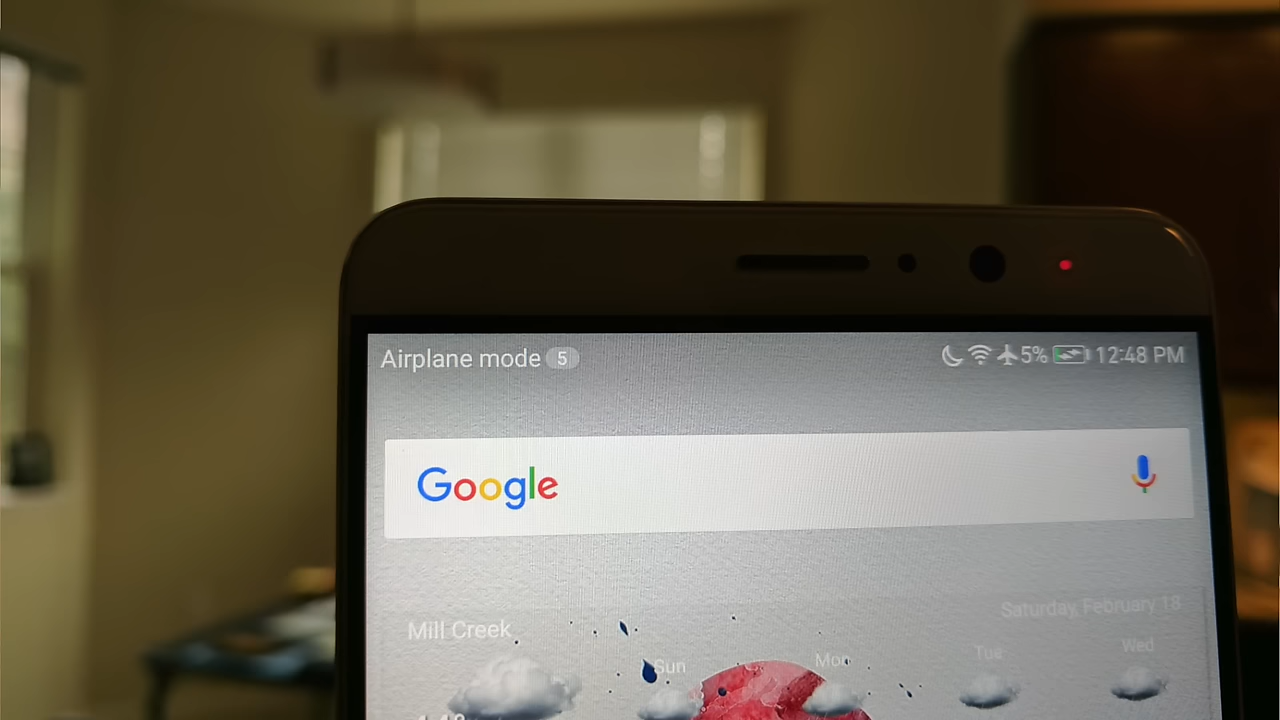 Airplane mode 5
5% 12:48 PM
Google
Saturday, February 18
Mill Creek
Sun Mon Tue Wed